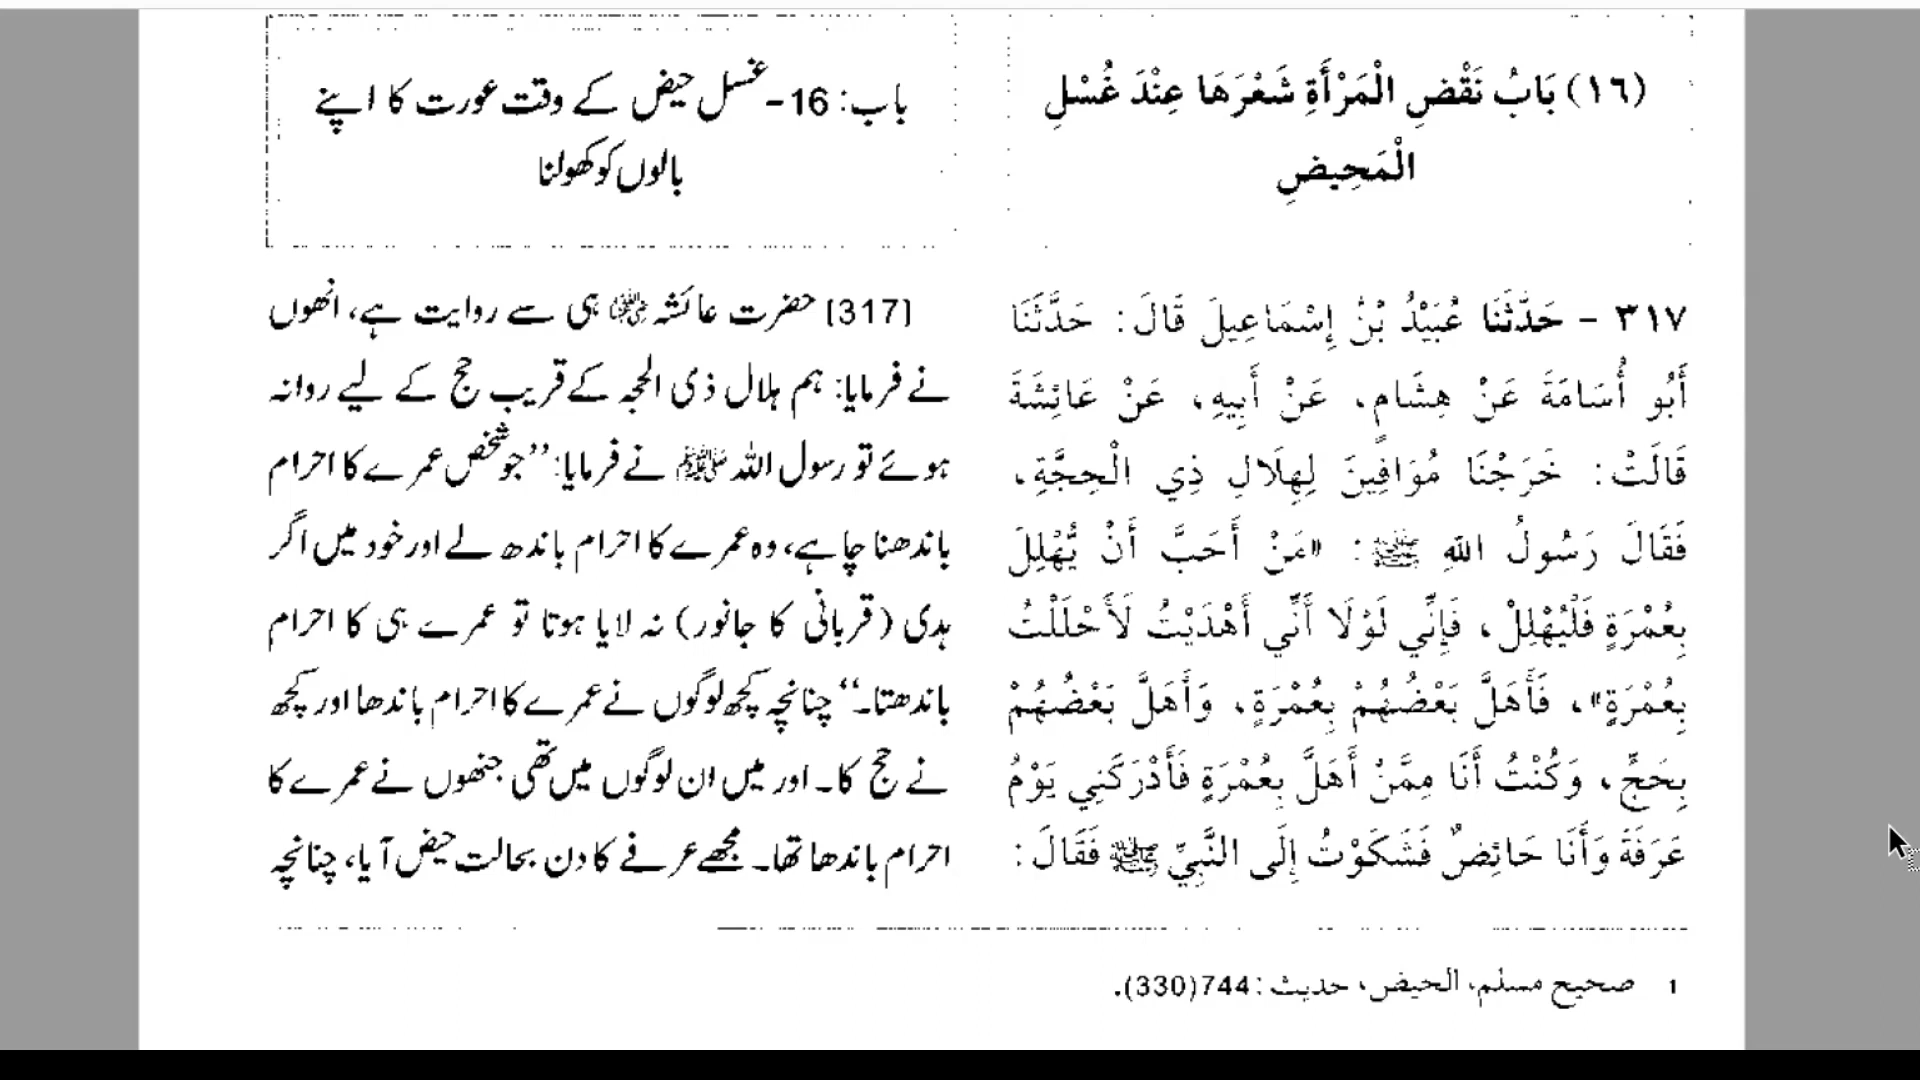 (١٦) بَابُ نَقْضِ الْمَرْأَةِ شَعْرَهَا عِنْدَ غُسْلِ
الْمَحِيضِ
باب: 16- غسل حیض کے وقت عورت کا اپنے
بالوں کو کھولنا
٣١٧ - حَدَّثَنَا عُبَيْدُ بْنُ إِسْمَاعِيلَ قَالَ: حَدَّثَنَا
أَبُو أُسَامَةَ عَنْ هِشَامٍ، عَنْ أَبِيهِ، عَنْ عَائِشَةَ
قَالَتْ: خَرَجْنَا مُوَافِينَ لِهِلَالِ ذِي الْحِجَّةِ،
فَقَالَ رَسُولُ اللهِ ﷺ: «مَنْ أَحَبَّ أَنْ يُّهْلِلَ
بِعُمْرَةٍ فَلْيُهْلِلْ، فَإِنِّي لَوْلَا أَنِّي أَهْدَيْتُ لَأَحْلَلْتُ
بِعُمْرَةٍ»، فَأَهَلَّ بَعْضُهُمْ بِعُمْرَةٍ، وَأَهَلَّ بَعْضُهُمْ
بِحَجٍّ، وَكُنْتُ أَنَا مِمَّنْ أَهَلَّ بِعُمْرَةٍ فَأَدْرَكَنِي يَوْمُ
عَرَفَةَ وَأَنَا حَائِضٌ فَشَكَوْتُ إِلَى النَّبِيِّ ﷺ فَقَالَ:
[317] حضرت عائشہ ؓ ہی سے روایت ہے، انھوں
نے فرمایا: ہم ہلال ذی الحجہ کے قریب حج کے لیے روانہ
ہوئے تو رسول اللہ ﷺ نے فرمایا: ’’جو شخص عمرے کا احرام
باندھنا چاہے، وہ عمرے کا احرام باندھ لے اور خود میں اگر
ہدی (قربانی کا جانور) نہ لایا ہوتا تو عمرے ہی کا احرام
باندھتا۔‘‘ چنانچہ کچھ لوگوں نے عمرے کا احرام باندھا اور کچھ
نے حج کا۔ اور میں ان لوگوں میں تھی جنھوں نے عمرے کا
احرام باندھا تھا۔ مجھے عرفے کا دن بحالت حیض آیا، چنانچہ
1 صحيح مسلم، الحيض، حديث: 744(330).